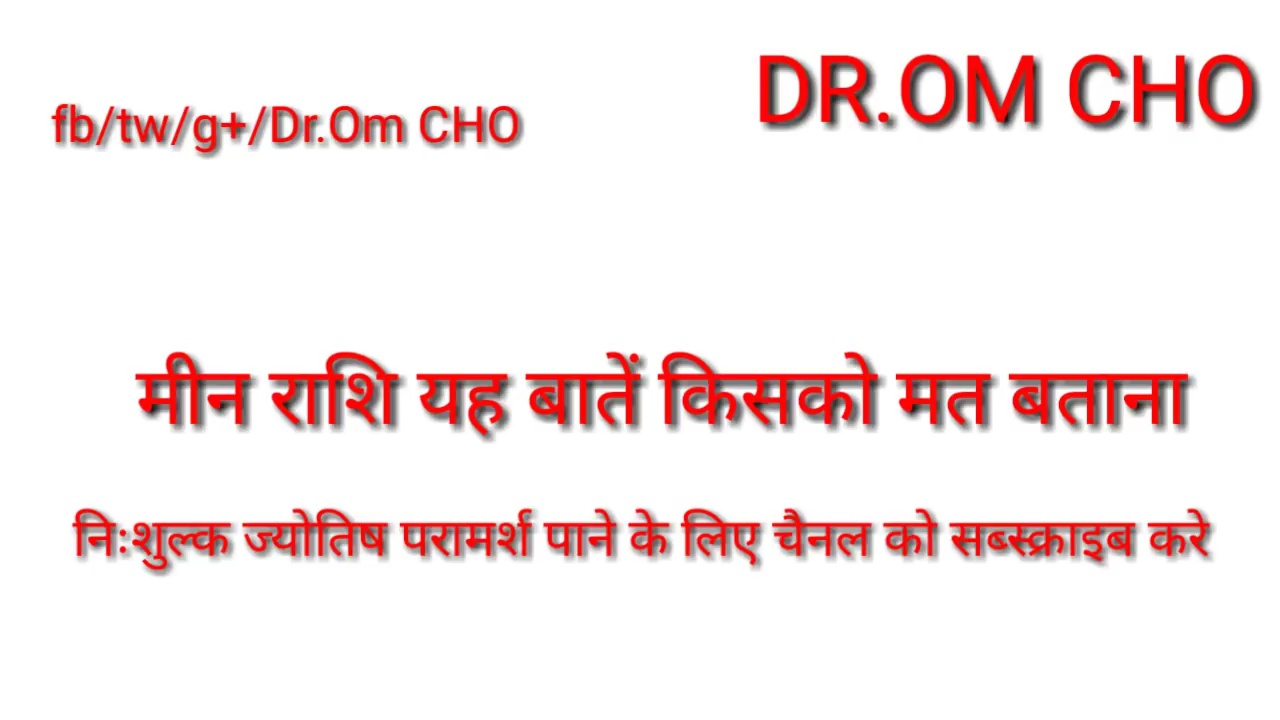 DR.OM CHO
fb/tw/g+/Dr.Om CHO
मीन राशि यह बातें किसको मत बताना
निःशुल्क ज्योतिष परामर्श पाने के लिए चैनल को सब्स्क्राइब करे